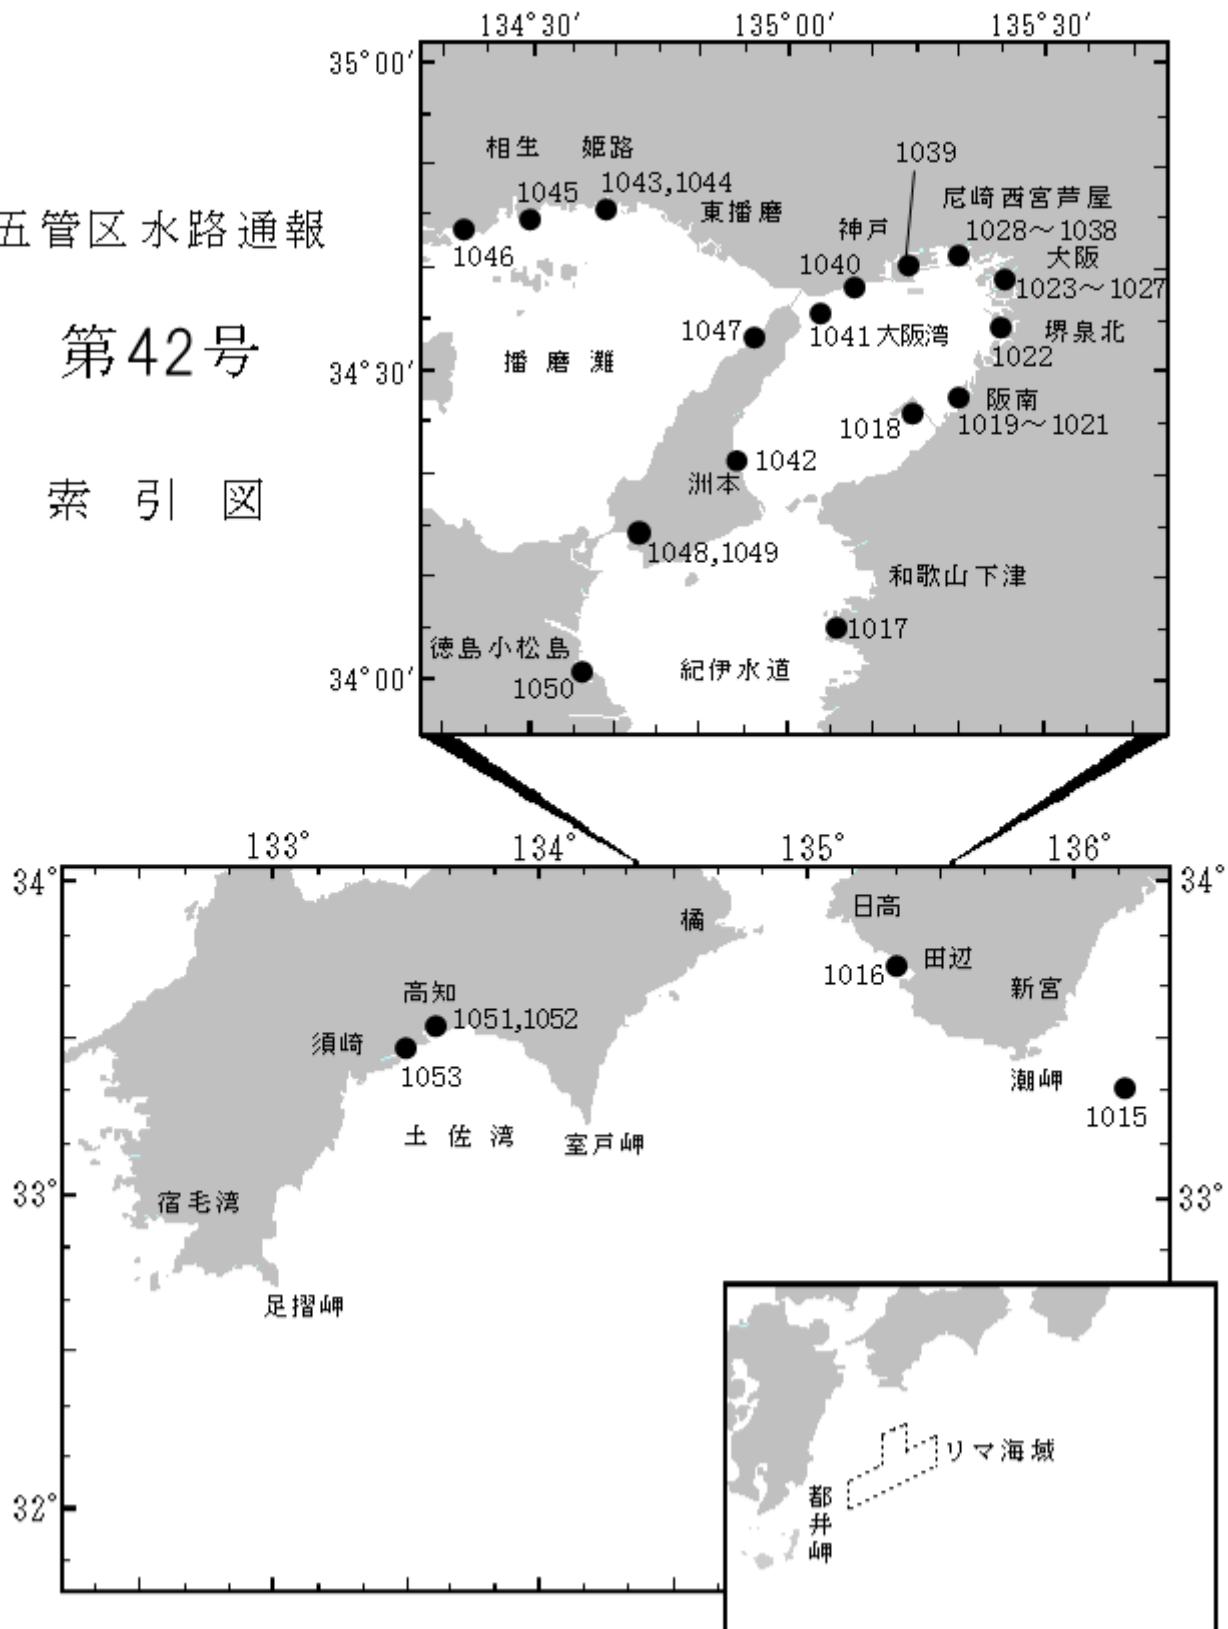 134°30′ 135°00′ 135°30′
35°00′
1039
相生 姫路
1045 1043,1044
尼崎西宮芦屋
東播磨
神戸
1028～1038
五管区水路通報
1046
1040
大阪
1023～1027
第42号
1047
1041 大阪湾
堺泉北
1022
播磨灘
34°30′
阪南
1018
1019～1021
1042
洲本
索引図
1048,1049
和歌山下津
1017
徳島小松島
紀伊水道
34°00′
1050
133° 134° 135° 136°
34° 34°
橘
日高
田辺
1016
新宮
高知
1051,1052
須崎
1053
潮岬
1015
土佐湾
室戸岬
33° 33°
宿毛湾
足摺岬
リマ海域
都井岬
32°